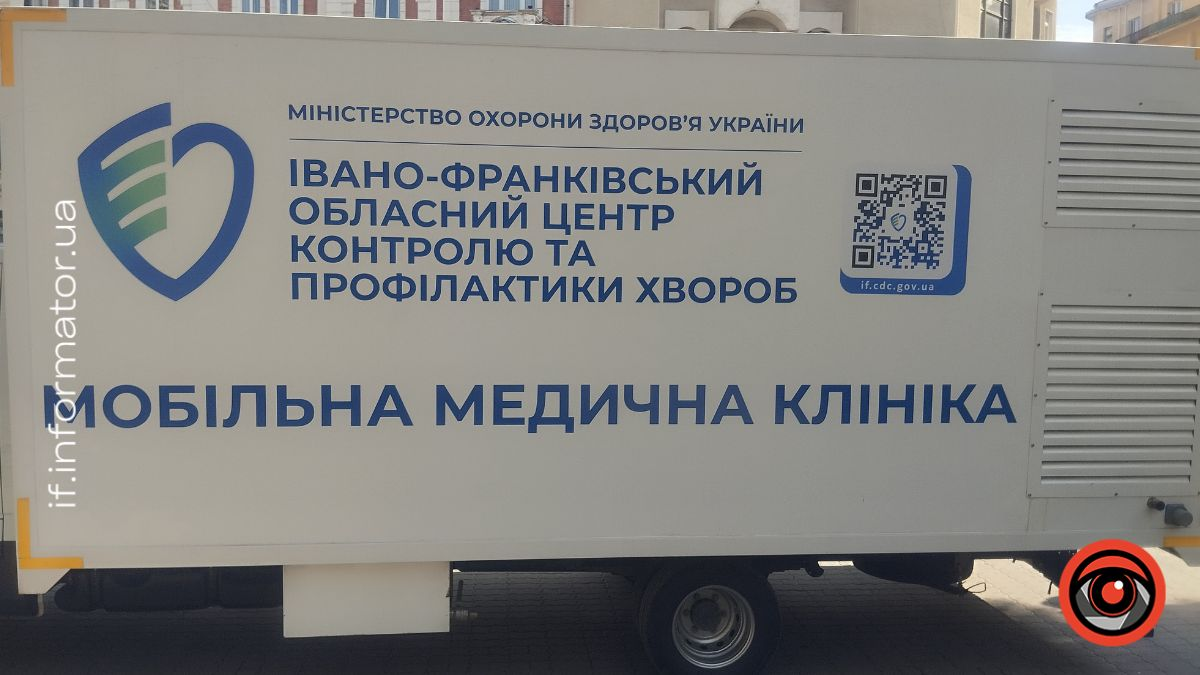 МІНІСТЕРСТВО ОХОРОНИ ЗДОРОВ'Я УКРАЇНИ
ІВАНО-ФРАНКІВСЬКИЙ
ОБЛАСНИЙ ЦЕНТР
КОНТРОЛЮ ТА
ПРОФІЛАКТИКИ ХВОРОБ
if.cdc.gov.ua
МОБІЛЬНА МЕДИЧНА КЛІНІКА
if.informator.ua